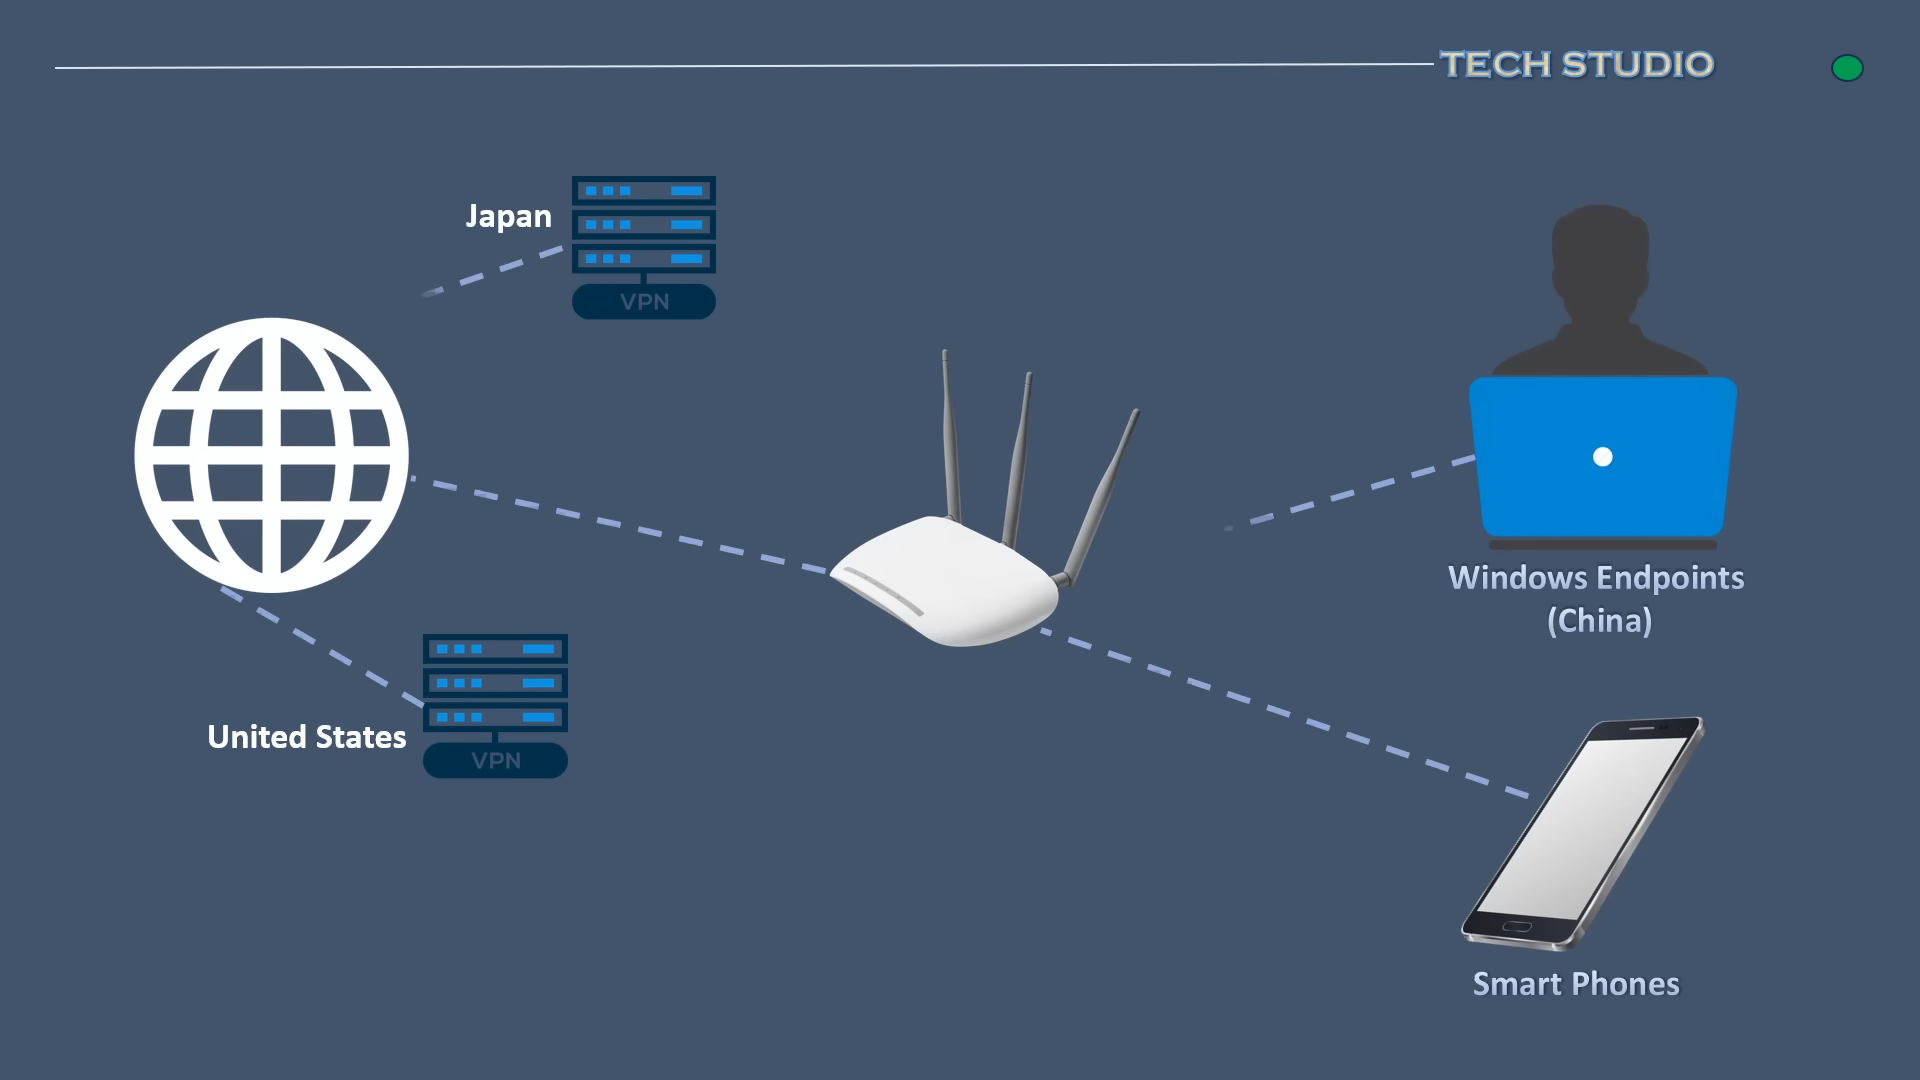 TECH STUDIO
Japan
VPN
United States
VPN
Windows Endpoints
(China)
Smart Phones